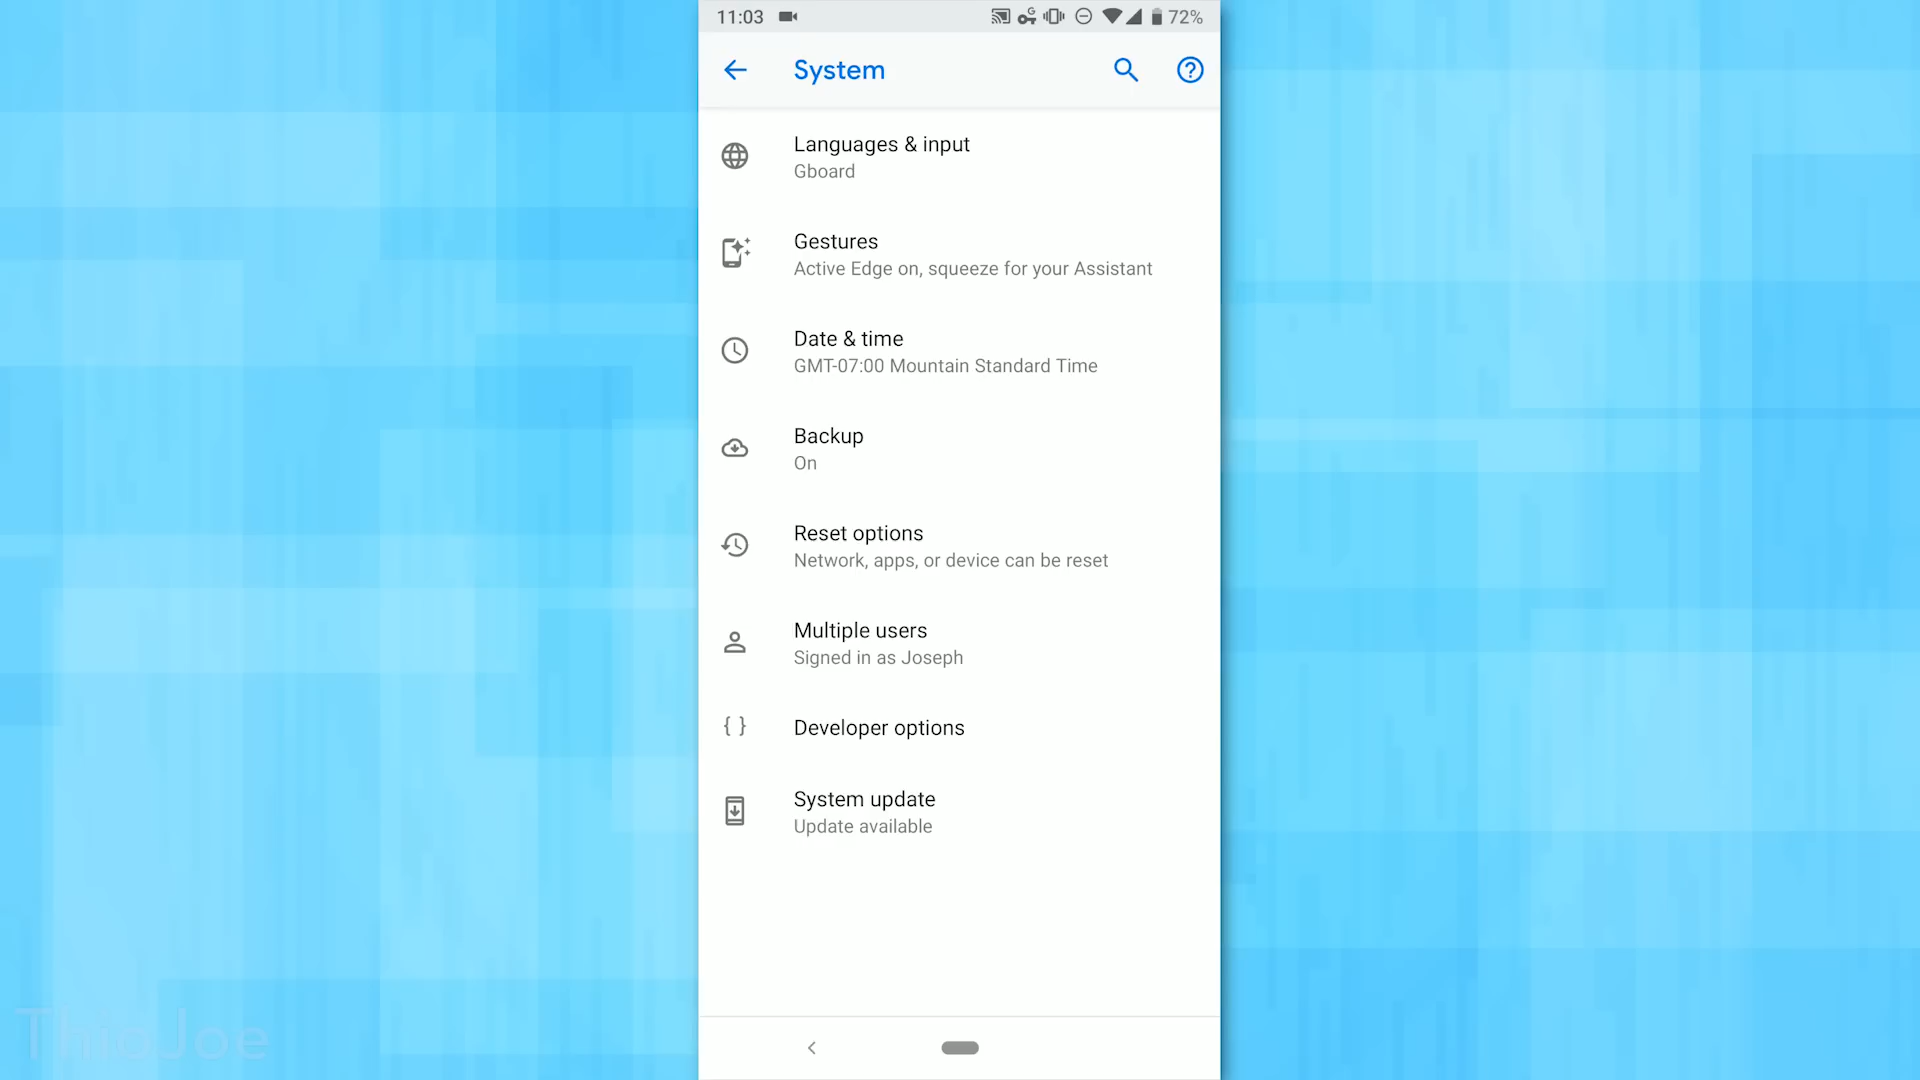 11:03
72%
System
Languages & input
Gboard
Gestures
Active Edge on, squeeze for your Assistant
Date & time
GMT-07:00 Mountain Standard Time
Backup
On
Reset options
Network, apps, or device can be reset
Multiple users
Signed in as Joseph
{ } Developer options
System update
Update available
ThioJoe